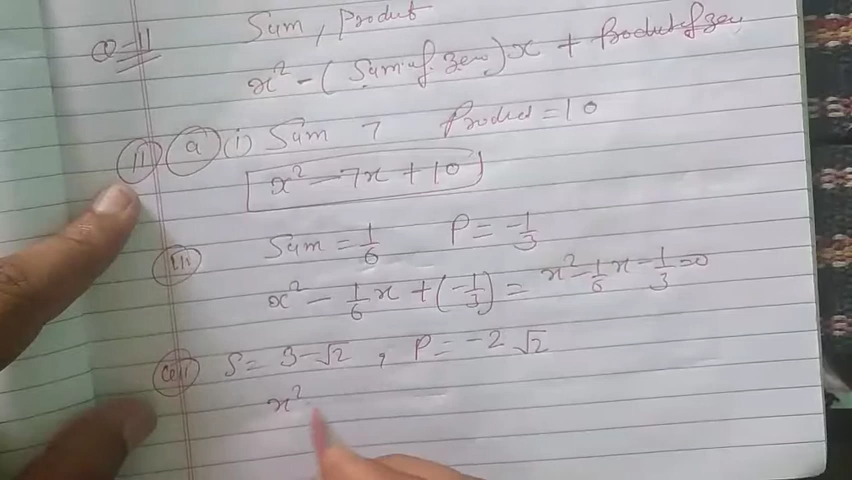 Q=11 Sum, Product
x² - (Sum of zero)x + Product of zero
11 a (i) Sum 7 Product = 10
x² - 7x + 10
Sum = 1/6 P = -1/3
x² - 1/6 x + (-1/3) = x² - 1/6 x - 1/3 = 0
S = 3 - √2 , P = -2√2
x²